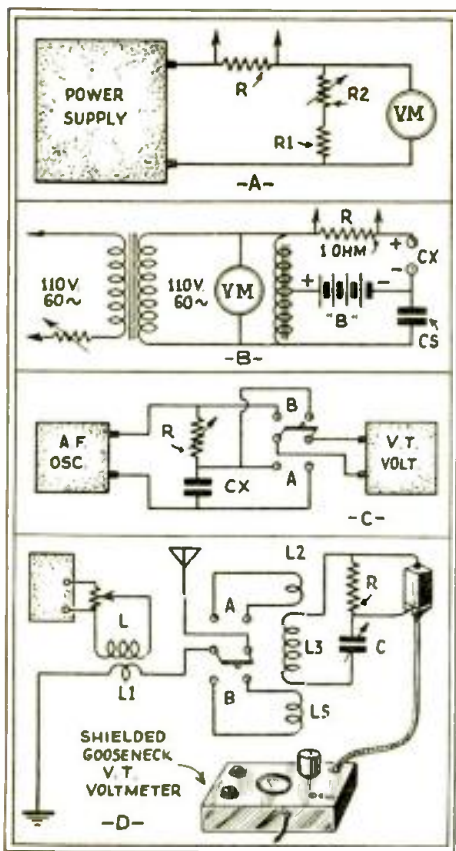 POWER
SUPPLY
R
R2
R1
VM
-A-
110V.
60~
110V.
60~
VM
R
1 OHM
+
-
CX
+
-
"B"
CS
-B-
A F
OSC
R
CX
B
A
V.T.
VOLT
-C-
L
L1
A
B
L2
L3
L5
R
C
SHIELDED
GOOSENECK
V. T.
VOLTMETER
-D-